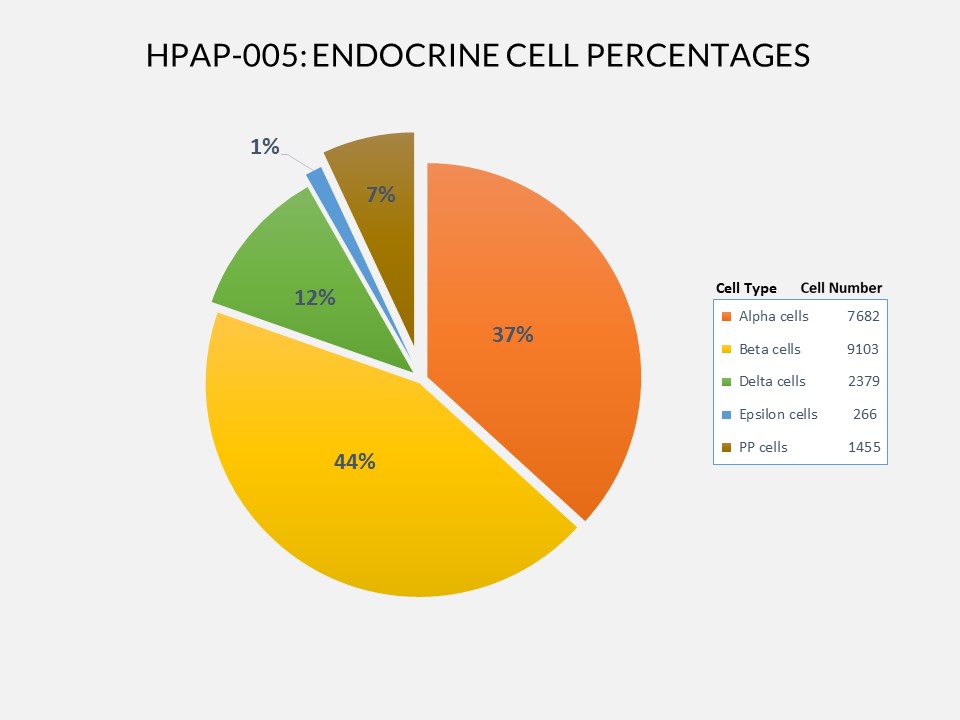 HPAP-005: ENDOCRINE CELL PERCENTAGES
1%
7%
12%
37%
44%
Cell Type Cell Number
Alpha cells 7682
Beta cells 9103
Delta cells 2379
Epsilon cells 266
PP cells 1455